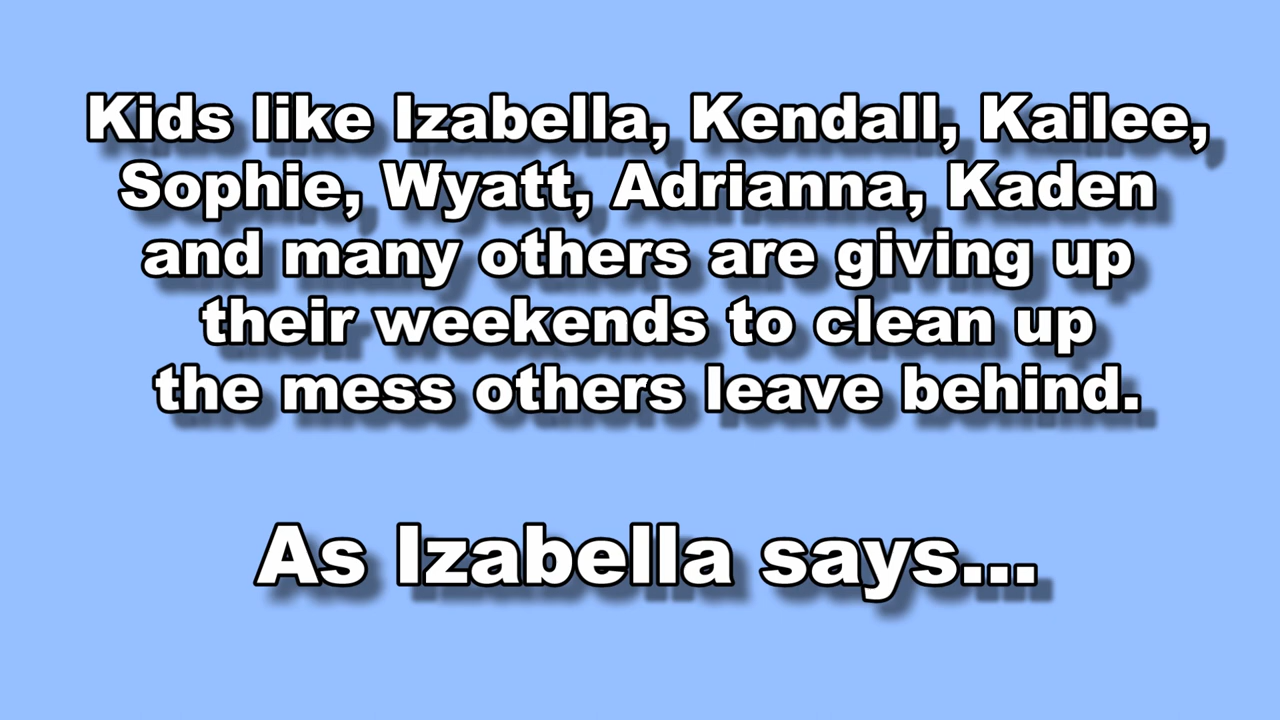 Kids like Izabella, Kendall, Kailee,
Sophie, Wyatt, Adrianna, Kaden
and many others are giving up
their weekends to clean up
the mess others leave behind.
As Izabella says...